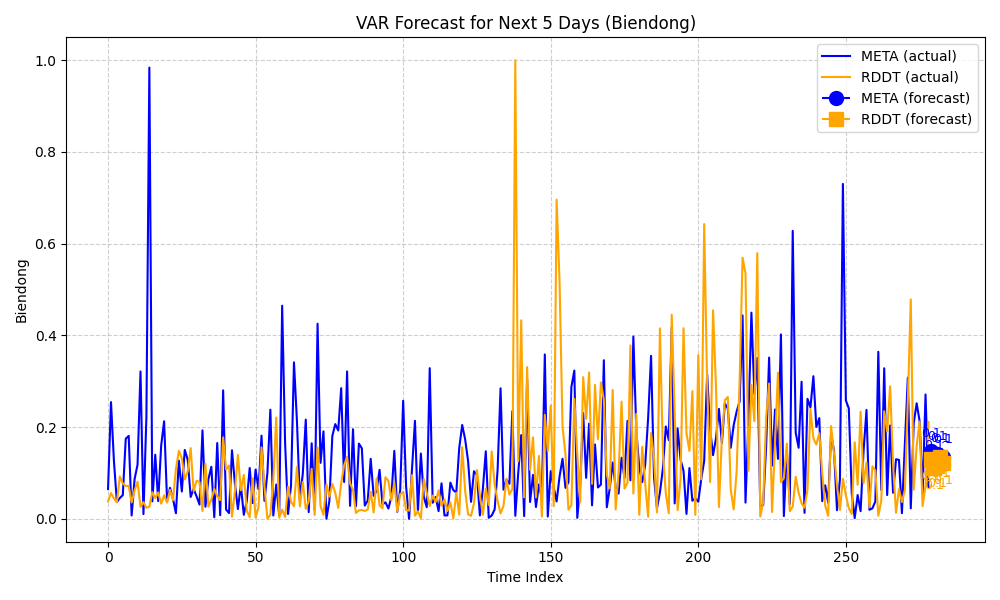 VAR Forecast for Next 5 Days (Biendong)
META (actual)
RDDT (actual)
META (forecast)
RDDT (forecast)
1.0
0.8
0.6
0.4
0.2
0.0
Biendong
0
50
100
150
200
250
Time Index